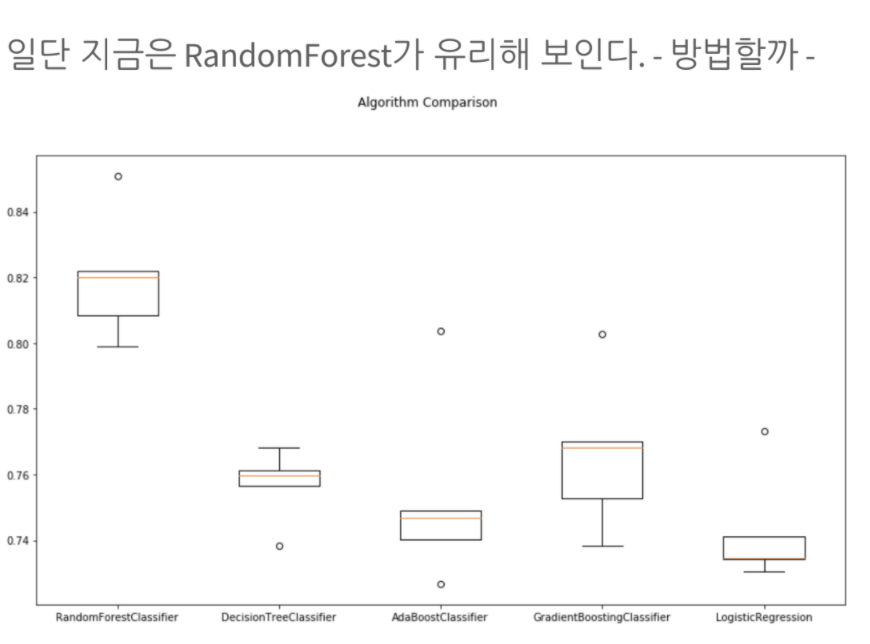 일단 지금은 RandomForest가 유리해 보인다. - 방법할까 -
Algorithm Comparison
0.84
0.82
0.80
0.78
0.76
0.74
RandomForestClassifier DecisionTreeClassifier AdaBoostClassifier GradientBoostingClassifier LogisticRegression